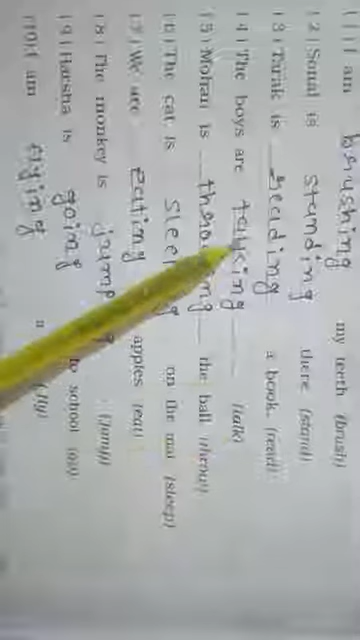 (1) I am brushing my teeth (brush)
(2) Sonal is standing there (stand)
(3) Tarak is reading a book. (read)
(4) The boys are talking (talk)
(5) Mohan is the ball (throw)
(6) The cat is on the mat (sleep)
(7) We are eating apples (eat)
(8) The monkey is (jump)
(9) Harsha is going to school (go)
(10) I am flying a (fly)